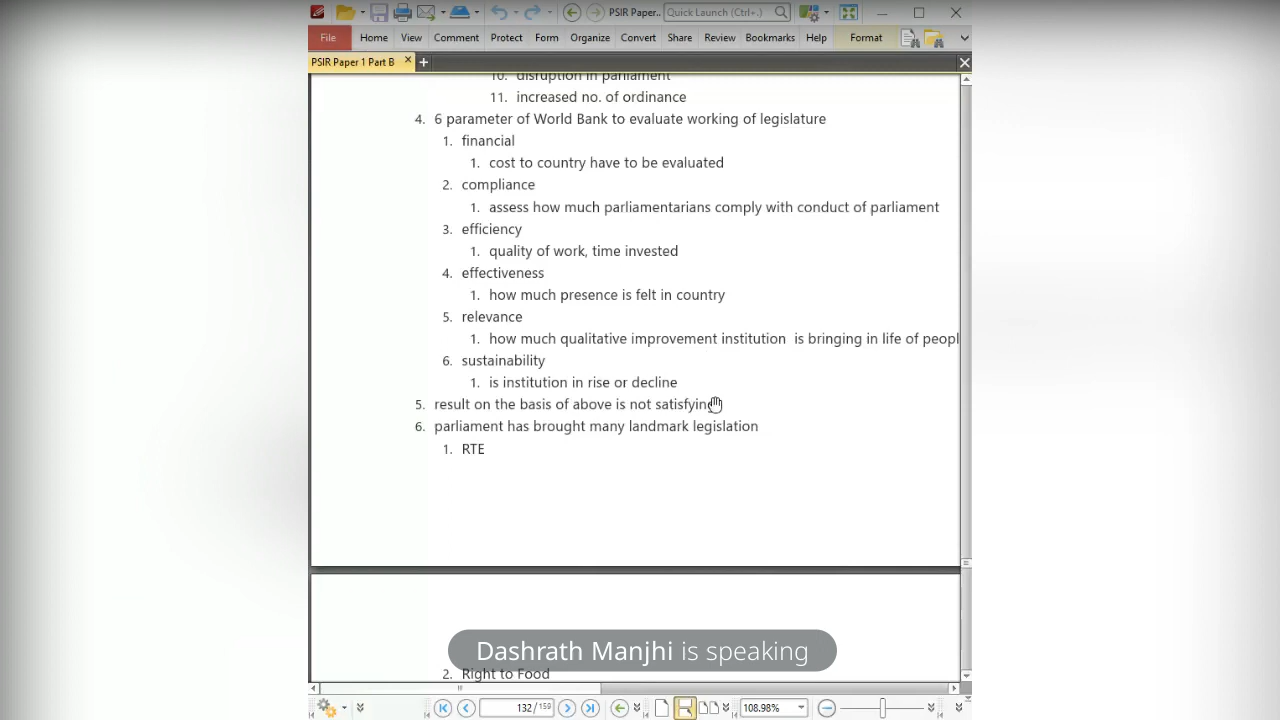 PSIR Paper.. Quick Launch (Ctrl+.)
File Home View Comment Protect Form Organize Convert Share Review Bookmarks Help Format
PSIR Paper 1 Part B
10. disruption in parliament
11. increased no. of ordinance
4. 6 parameter of World Bank to evaluate working of legislature
1. financial
1. cost to country have to be evaluated
2. compliance
1. assess how much parliamentarians comply with conduct of parliament
3. efficiency
1. quality of work, time invested
4. effectiveness
1. how much presence is felt in country
5. relevance
1. how much qualitative improvement institution is bringing in life of peopl
6. sustainability
1. is institution in rise or decline
5. result on the basis of above is not satisfying
6. parliament has brought many landmark legislation
1. RTE
Dashrath Manjhi is speaking
2. Right to Food
132 / 159 108.98%